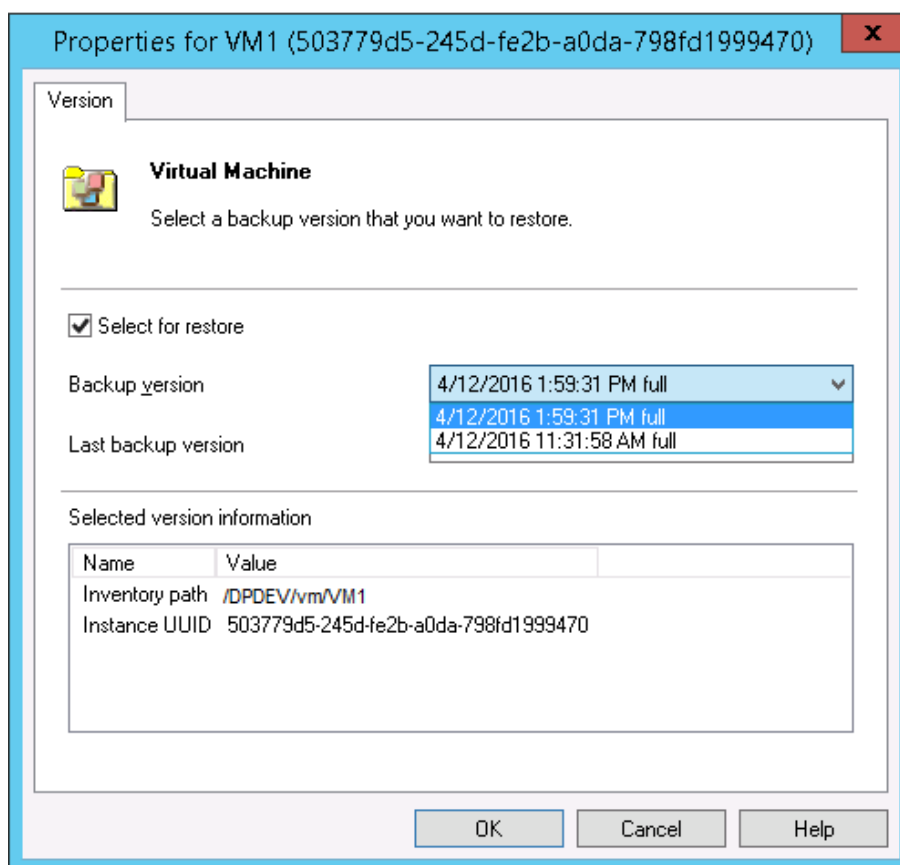 Properties for VM1 (503779d5-245d-fe2b-a0da-798fd1999470) x
Version
Virtual Machine
Select a backup version that you want to restore.
Select for restore
Backup version 4/12/2016 1:59:31 PM full
4/12/2016 1:59:31 PM full
4/12/2016 11:31:58 AM full
Last backup version
Selected version information
Name Value
Inventory path /DPDEV/vm/VM1
Instance UUID 503779d5-245d-fe2b-a0da-798fd1999470
OK Cancel Help